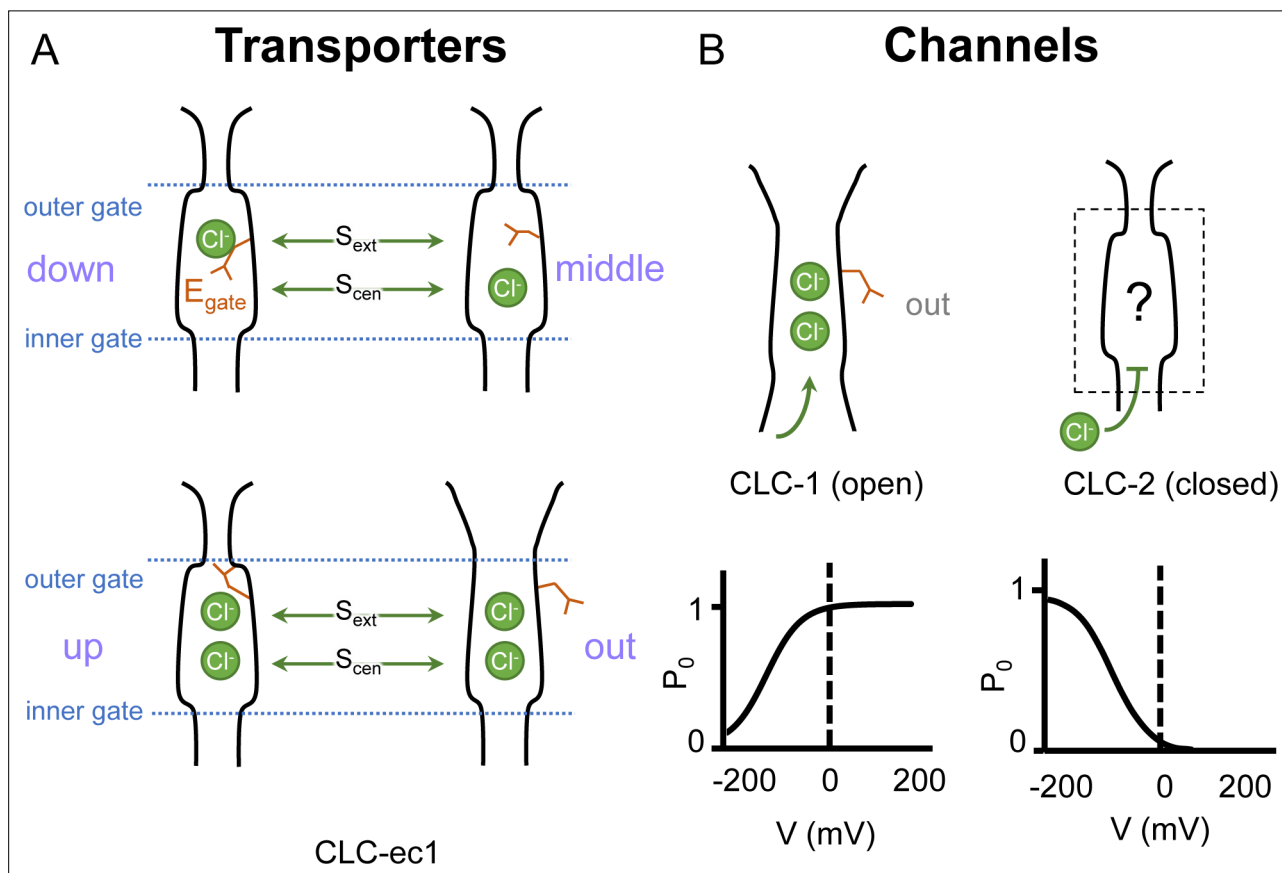 A
Transporters
outer gate
Cl-
Sext
down
Egate
Scen
Cl-
middle
inner gate
outer gate
Cl-
Sext
Cl-
up
Cl-
Scen
Cl-
out
inner gate
CLC-ec1
B
Channels
Cl-
Cl-
out
?
Cl-
CLC-1 (open)
CLC-2 (closed)
1
P0
0
-200
0
200
V (mV)
1
P0
0
-200
0
200
V (mV)